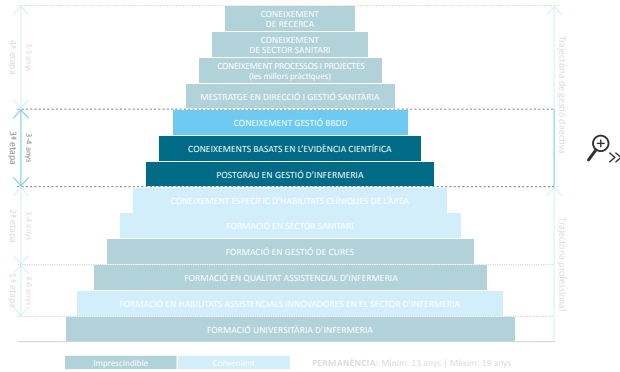 CONEIXEMENT
DE RECERCA
CONEIXEMENT
DE SECTOR SANITARI
CONEIXEMENT PROCESSOS I PROJECTES
(les millors pràctiques)
MESTRATGE EN DIRECCIÓ I GESTIÓ SANITÀRIA
CONEIXEMENT GESTIÓ BBDD
CONEIXEMENTS BASATS EN L'EVIDÈNCIA CIENTÍFICA
POSTGRAU EN GESTIÓ D'INFERMERIA
CONEIXEMENT ESPECÍFIC D'HABILITATS CLÍNIQUES DE L'ÀREA
FORMACIÓ EN SECTOR SANITARI
FORMACIÓ EN GESTIÓ DE CURES
FORMACIÓ EN QUALITAT ASSISTENCIAL D'INFERMERIA
FORMACIÓ EN HABILITATS ASSISTENCIALS INNOVADORES EN EL SECTOR D'INFERMERIA
FORMACIÓ UNIVERSITÀRIA D'INFERMERIA
4ª etapa
3-5 anys
3ª etapa
3-4 anys
2ª etapa
3-4 anys
1ª etapa
4-6 anys
Trajectòria de gestió directiva
Trajectòria professional
Imprescindible
Convenient
PERMANÈNCIA: Mínim: 13 anys | Màxim: 19 anys